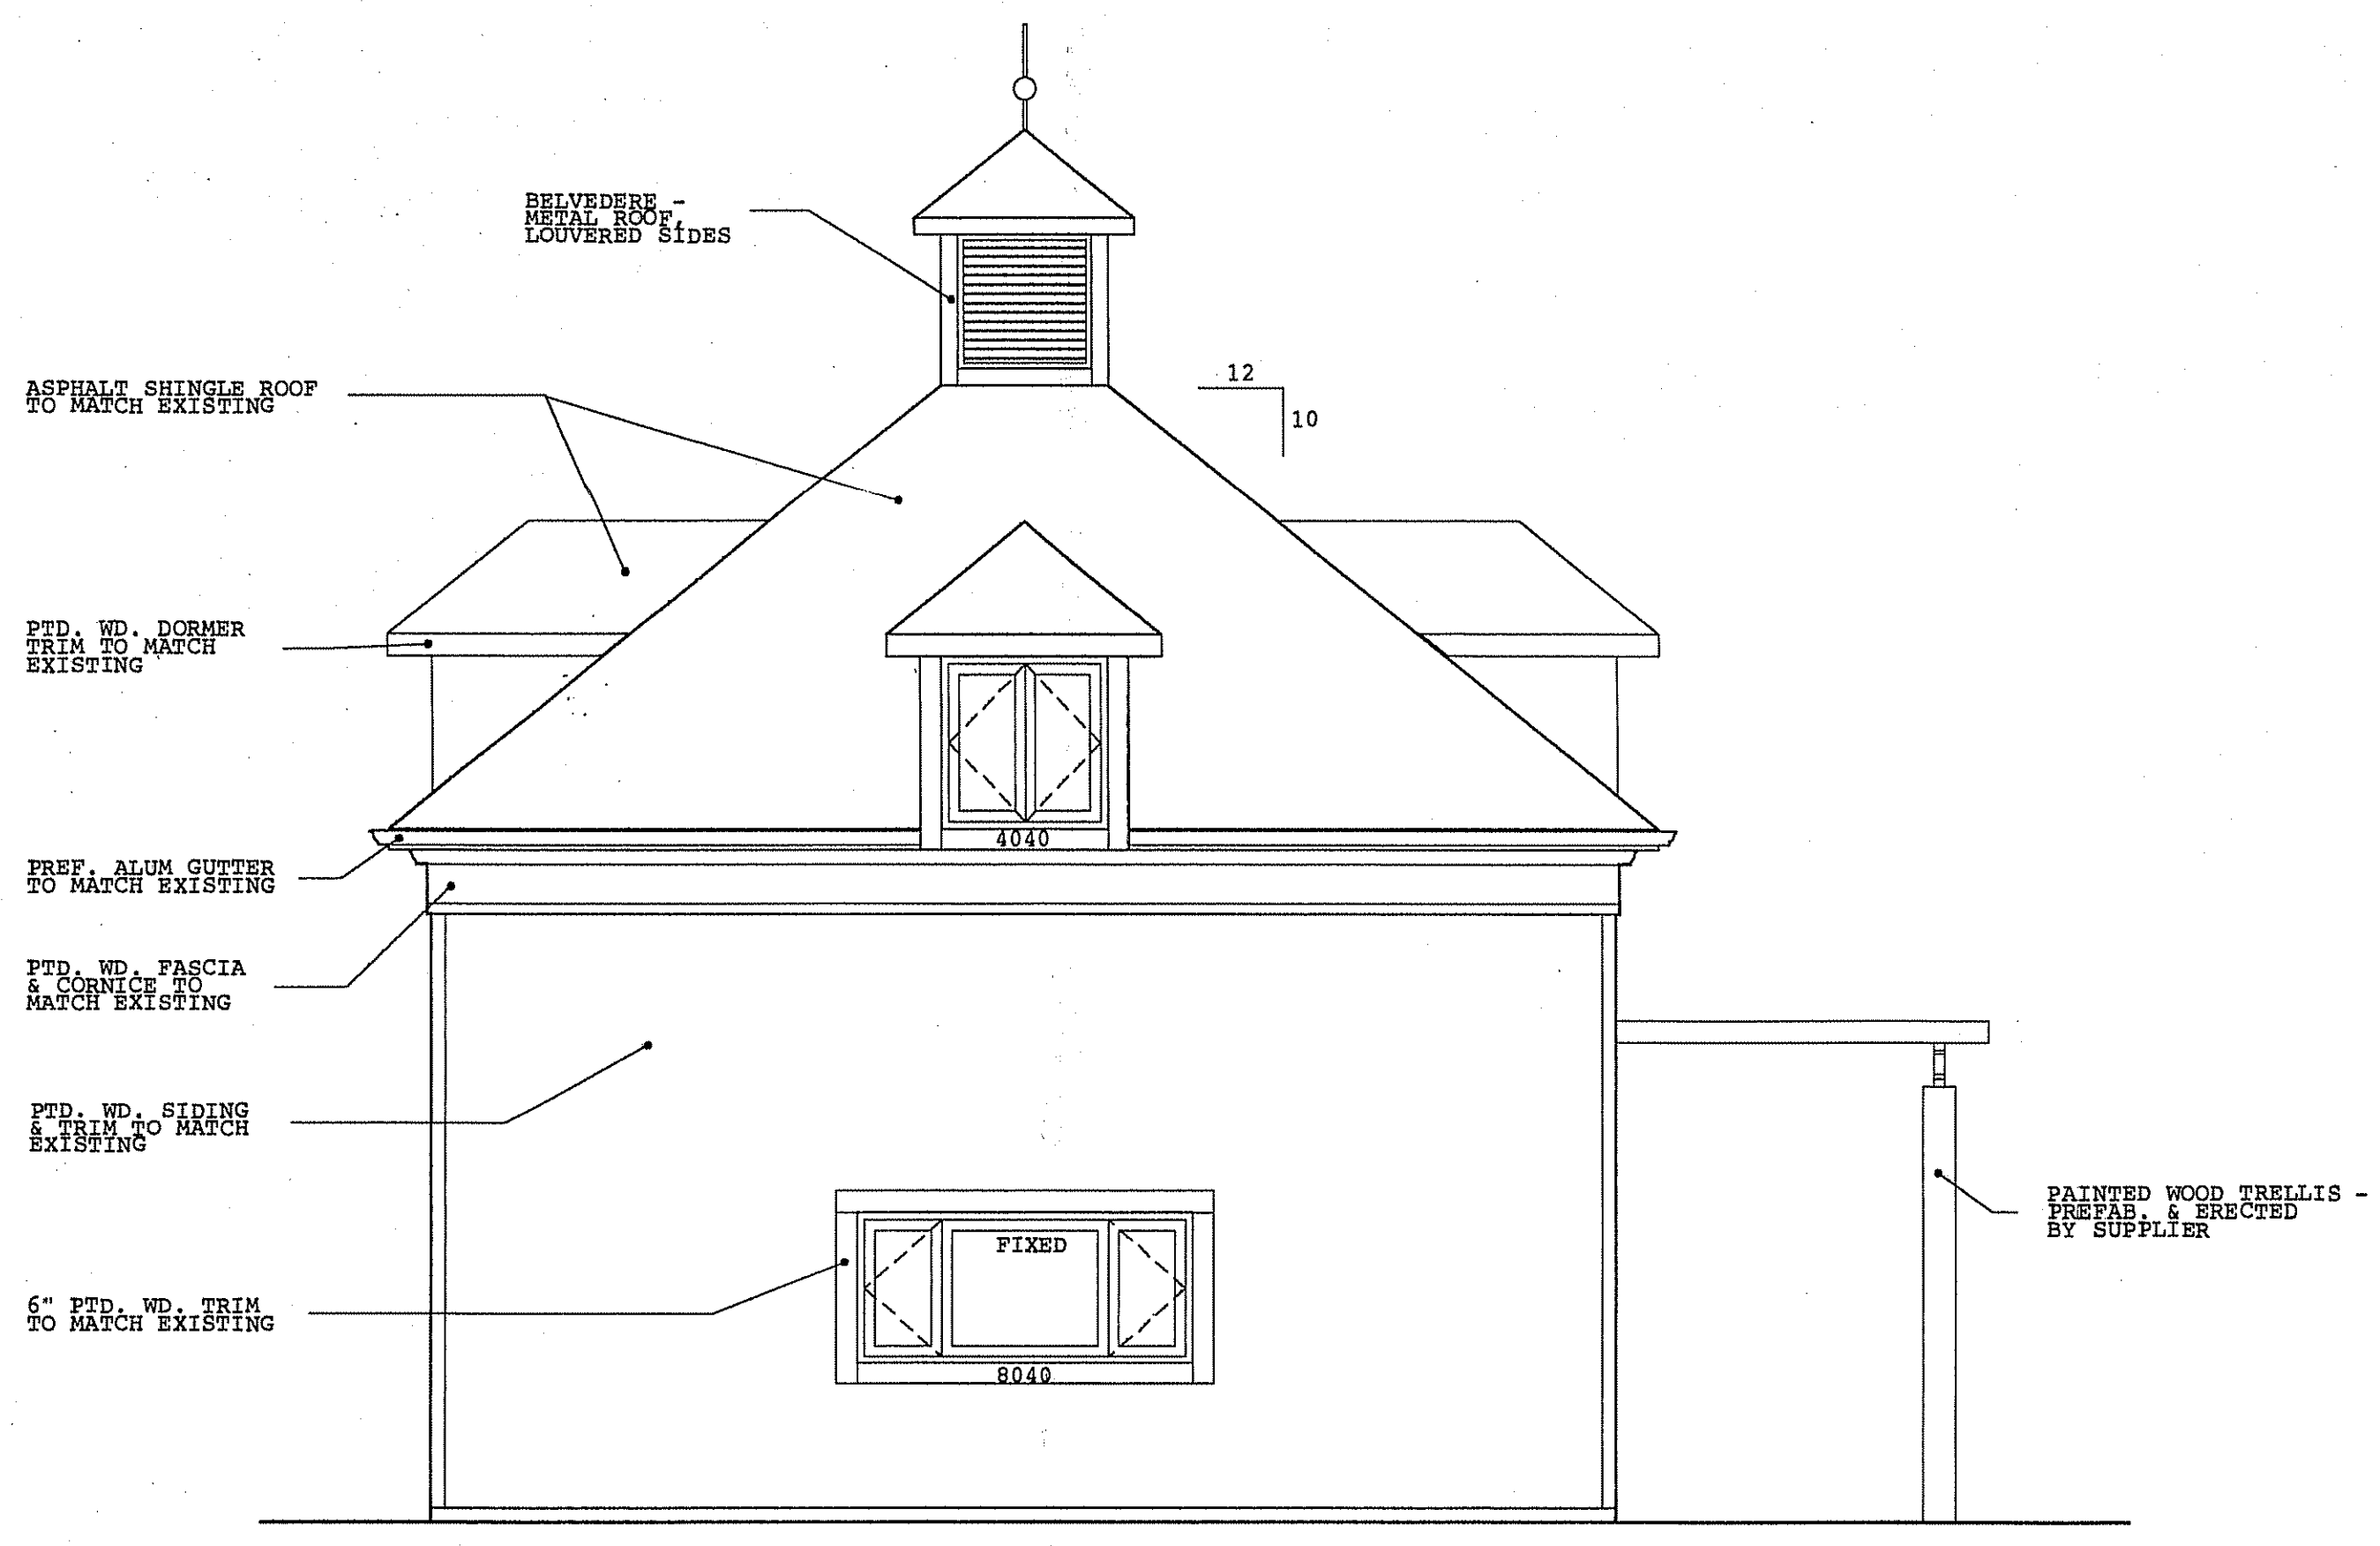 BELVEDERE -
METAL ROOF,
LOUVERED SIDES
12
10
ASPHALT SHINGLE ROOF
TO MATCH EXISTING
PTD. WD. DORMER
TRIM TO MATCH
EXISTING
4040
PREF. ALUM GUTTER
TO MATCH EXISTING
PTD. WD. FASCIA
& CORNICE TO
MATCH EXISTING
PTD. WD. SIDING
& TRIM TO MATCH
EXISTING
PAINTED WOOD TRELLIS -
PREFAB. & ERECTED
BY SUPPLIER
FIXED
6" PTD. WD. TRIM
TO MATCH EXISTING
8040